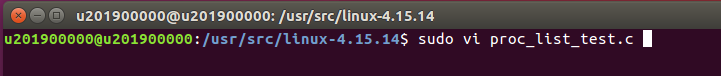 u201900000@u201900000: /usr/src/linux-4.15.14
u201900000@u201900000:/usr/src/linux-4.15.14$ sudo vi proc_list_test.c